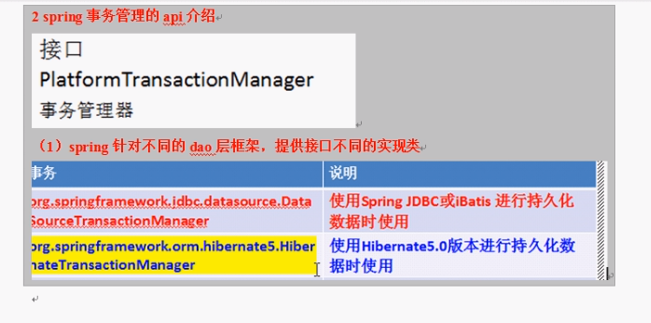 2 spring 事务管理的 api 介绍
接口
PlatformTransactionManager
事务管理器
（1）spring 针对不同的 dao 层框架，提供接口不同的实现类
事务 说明
org.springframework.jdbc.datasource.Data 使用Spring JDBC或iBatis 进行持久化
SourceTransactionManager 数据时使用
org.springframework.orm.hibernate5.Hiber 使用Hibernate5.0版本进行持久化数
nateTransactionManager 据时使用